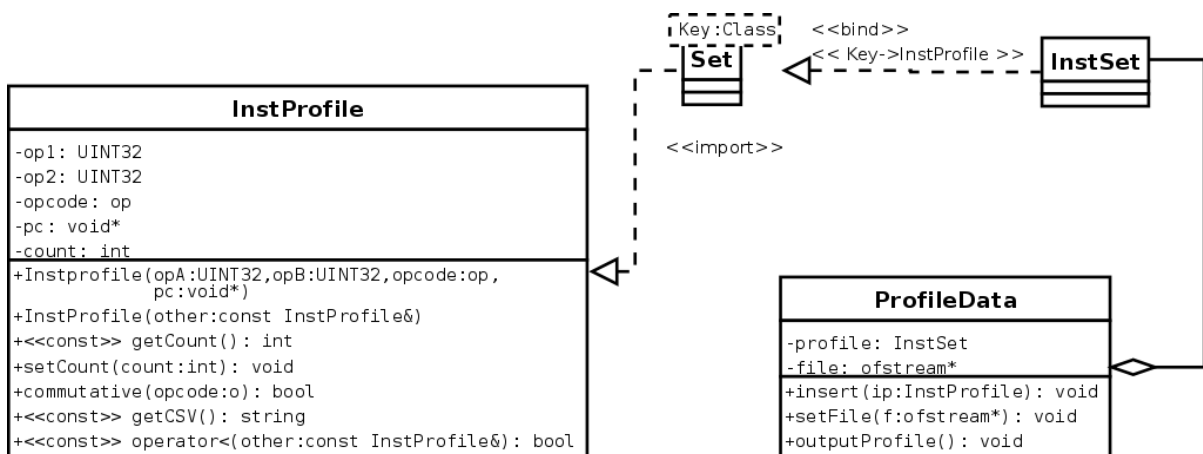 Key:Class
Set
<<bind>>
<< Key->InstProfile >>
InstSet
<<import>>
InstProfile
-op1: UINT32
-op2: UINT32
-opcode: op
-pc: void*
-count: int
+Instprofile(opA:UINT32,opB:UINT32,opcode:op,
pc:void*)
+InstProfile(other:const InstProfile&)
+<<const>> getCount(): int
+setCount(count:int): void
+commutative(opcode:o): bool
+<<const>> getCSV(): string
+<<const>> operator<(other:const InstProfile&): bool
ProfileData
-profile: InstSet
-file: ofstream*
+insert(ip:InstProfile): void
+setFile(f:ofstream*): void
+outputProfile(): void